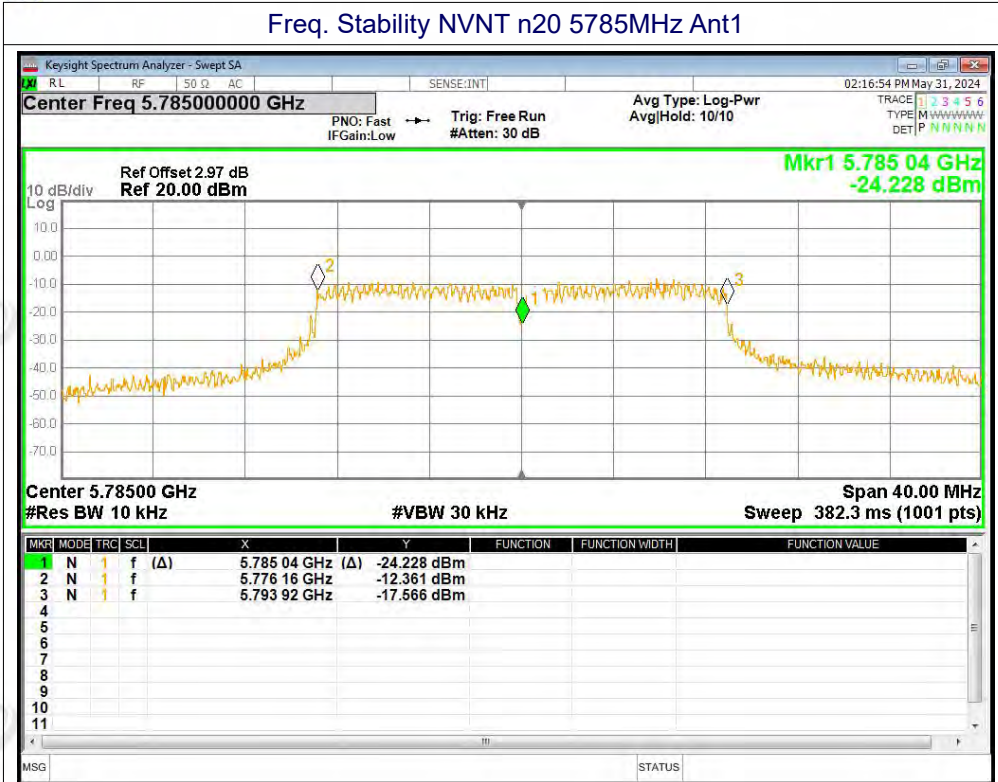 Freq. Stability NVNT n20 5785MHz Ant1
Keysight Spectrum Analyzer - Swept SA
LXI RL RF 50 Ω AC SENSE:INT 02:16:54 PM May 31, 2024
Center Freq 5.785000000 GHz
PNO: Fast
IFGain:Low
Trig: Free Run
#Atten: 30 dB
Avg Type: Log-Pwr
Avg|Hold: 10/10
TRACE 1 2 3 4 5 6
TYPE M W W W W W
DET P N N N N N
Ref Offset 2.97 dB
10 dB/div Ref 20.00 dBm
Log
Mkr1 5.785 04 GHz
-24.228 dBm
10.0
0.00
-10.0
-20.0
-30.0
-40.0
-50.0
-60.0
-70.0
2
1
3
Center 5.78500 GHz Span 40.00 MHz
#Res BW 10 kHz #VBW 30 kHz Sweep 382.3 ms (1001 pts)
MKR MODE TRC SCL X Y FUNCTION FUNCTION WIDTH FUNCTION VALUE
1 N 1 f (Δ) 5.785 04 GHz (Δ) -24.228 dBm
2 N 1 f 5.776 16 GHz -12.361 dBm
3 N 1 f 5.793 92 GHz -17.566 dBm
4
5
6
7
8
9
10
11
MSG STATUS